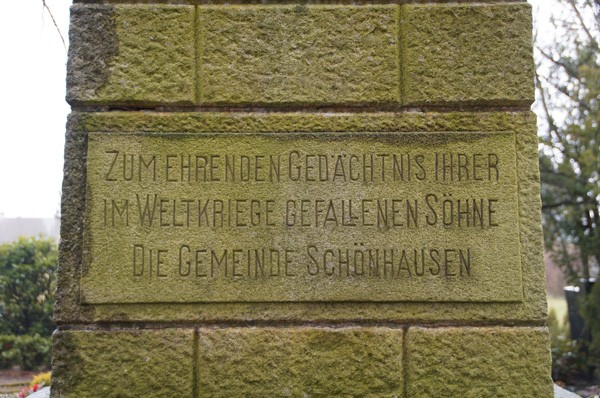 Zum ehrenden Gedächtnis ihrer
im Weltkriege gefallenen Söhne
Die Gemeinde Schönhausen